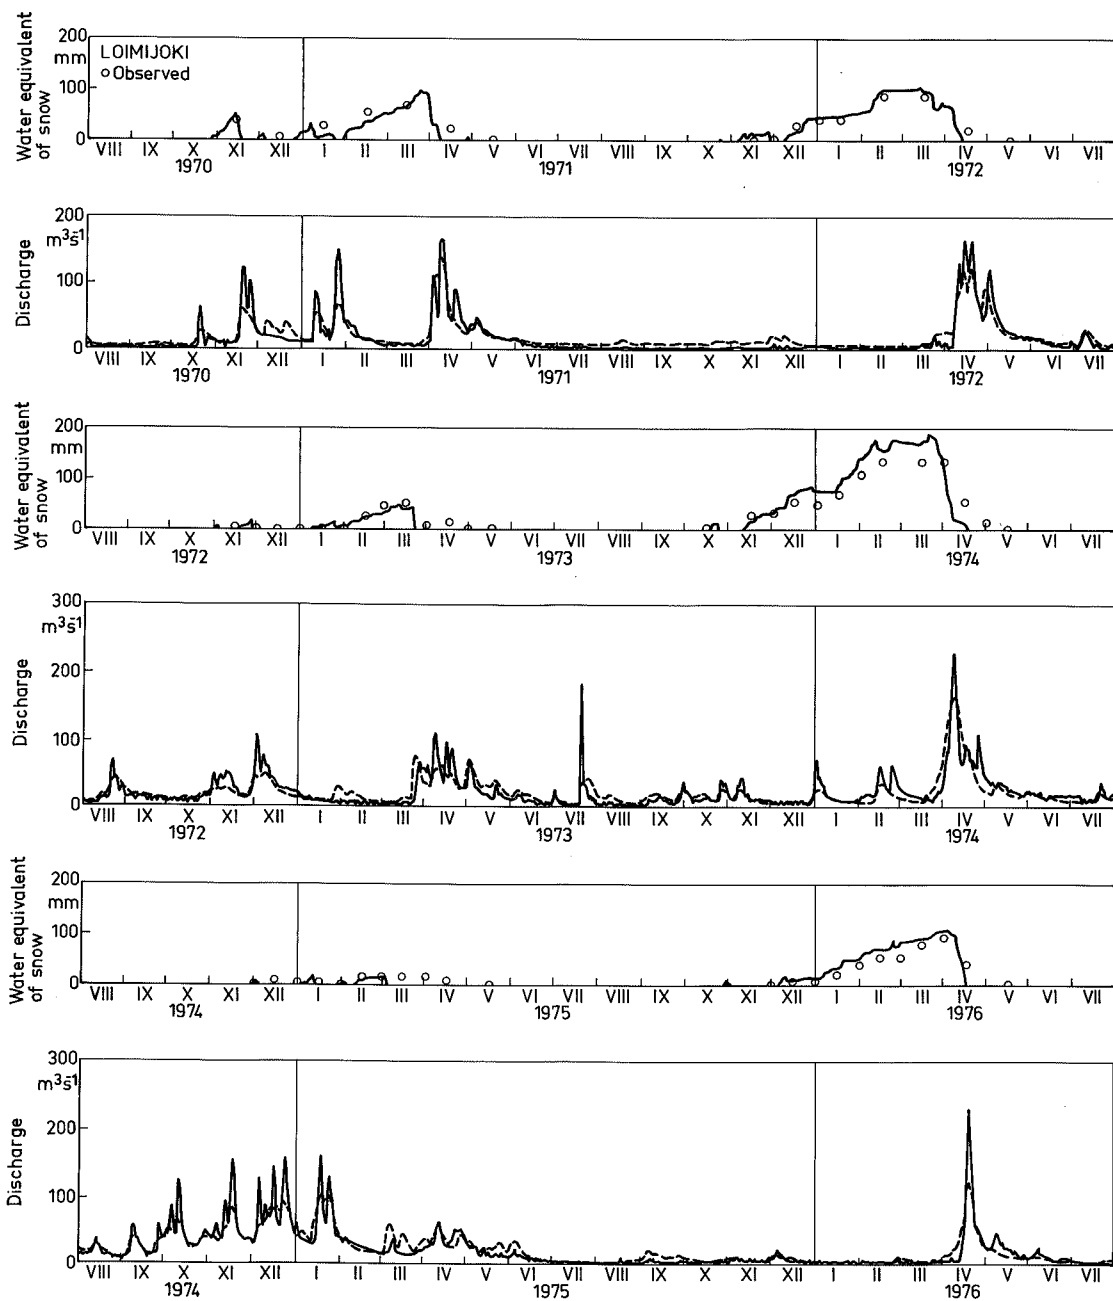 Water equivalent
of snow
200
mm
100
0
LOIMIJOKI
○ Observed
VIII IX X XI XII I II III IV V VI VII VIII IX X XI XII I II III IV V VI VII
1970 1971 1972
Discharge
200
m³s⁻¹
100
0
VIII IX X XI XII I II III IV V VI VII VIII IX X XI XII I II III IV V VI VII
1970 1971 1972
Water equivalent
of snow
200
mm
100
0
VIII IX X XI XII I II III IV V VI VII VIII IX X XI XII I II III IV V VI VII
1972 1973 1974
Discharge
300
m³s⁻¹
200
100
0
VIII IX X XI XII I II III IV V VI VII VIII IX X XI XII I II III IV V VI VII
1972 1973 1974
Water equivalent
of snow
200
mm
100
0
VIII IX X XI XII I II III IV V VI VII VIII IX X XI XII I II III IV V VI VII
1974 1975 1976
Discharge
300
m³s⁻¹
200
100
0
VIII IX X XI XII I II III IV V VI VII VIII IX X XI XII I II III IV V VI VII
1974 1975 1976